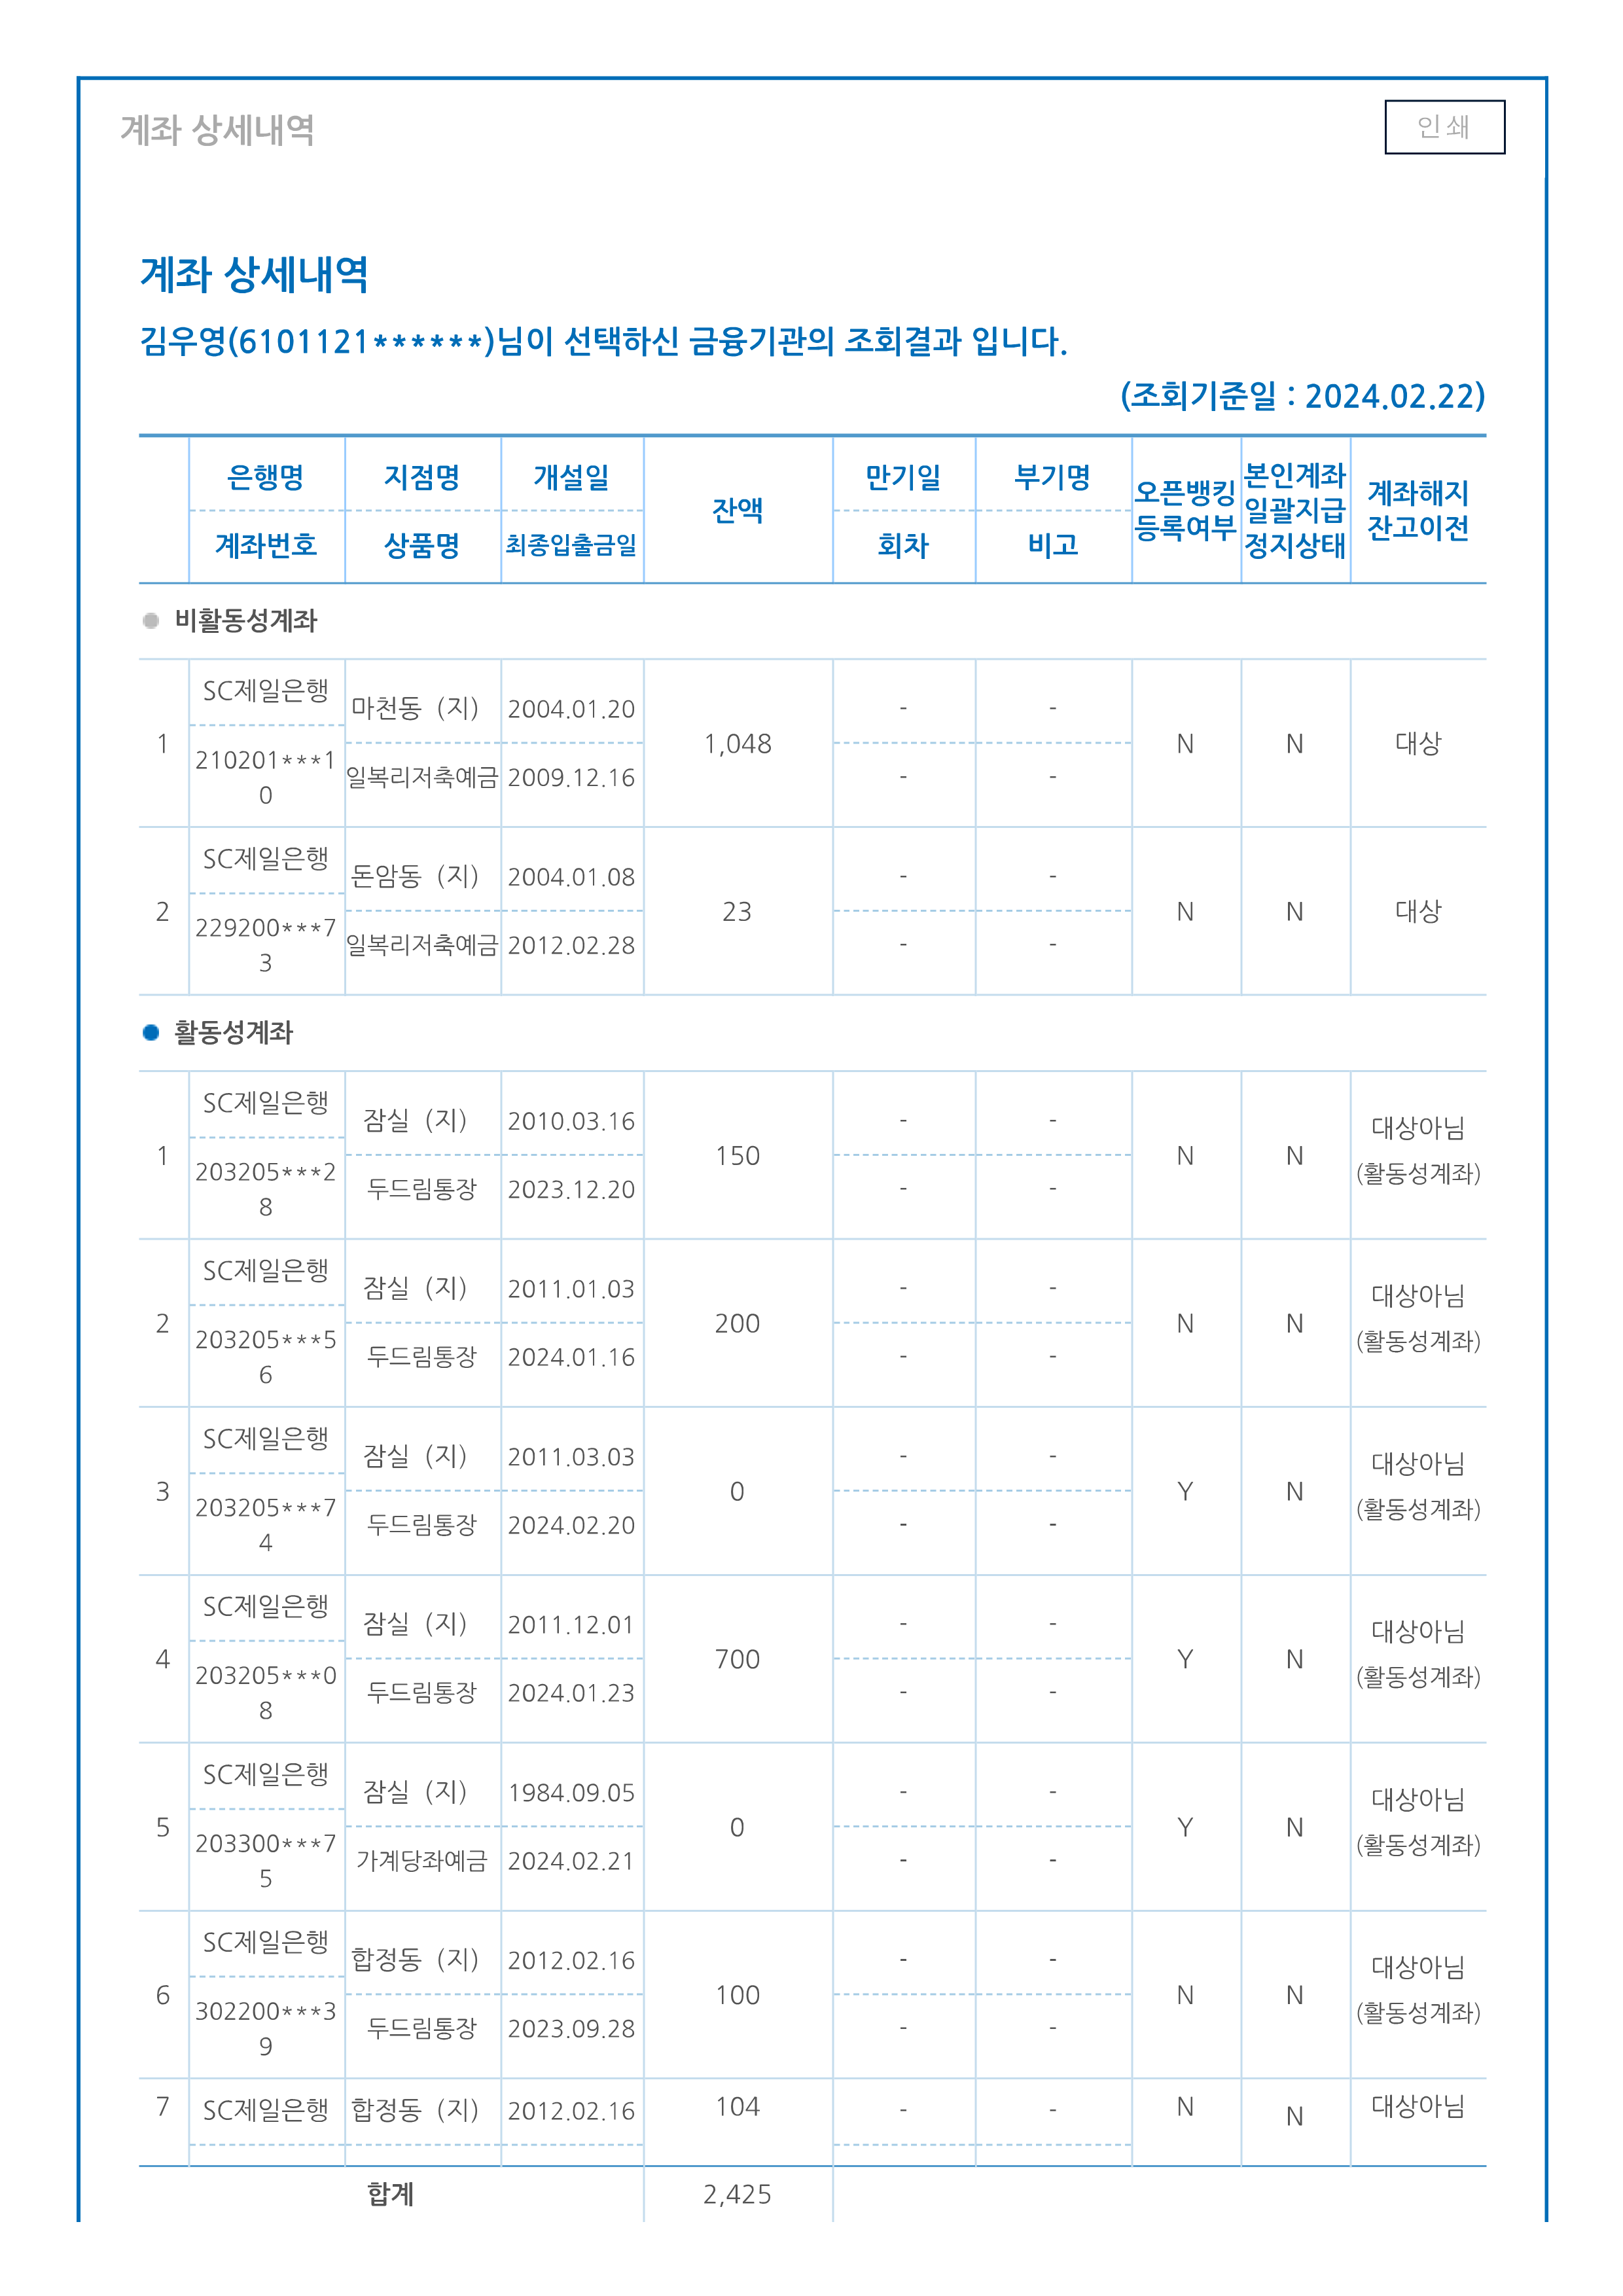 계좌 상세내역
인쇄
계좌 상세내역
김우영(6101121******)님이 선택하신 금융기관의 조회결과 입니다.
(조회기준일 : 2024.02.22)
은행명 지점명 개설일 잔액 만기일 부기명 오픈뱅킹 등록여부 본인계좌 일괄지급 정지상태 계좌해지 잔고이전
계좌번호 상품명 최종입출금일 회차 비고
비활동성계좌
1 SC제일은행 마천동 (지) 2004.01.20 1,048 - - N N 대상
210201***10 일복리저축예금 2009.12.16 - -
2 SC제일은행 돈암동 (지) 2004.01.08 23 - - N N 대상
229200***73 일복리저축예금 2012.02.28 - -
활동성계좌
1 SC제일은행 잠실 (지) 2010.03.16 150 - - N N 대상아님
203205***28 두드림통장 2023.12.20 - - (활동성계좌)
2 SC제일은행 잠실 (지) 2011.01.03 200 - - N N 대상아님
203205***56 두드림통장 2024.01.16 - - (활동성계좌)
3 SC제일은행 잠실 (지) 2011.03.03 0 - - Y N 대상아님
203205***74 두드림통장 2024.02.20 - - (활동성계좌)
4 SC제일은행 잠실 (지) 2011.12.01 700 - - Y N 대상아님
203205***08 두드림통장 2024.01.23 - - (활동성계좌)
5 SC제일은행 잠실 (지) 1984.09.05 0 - - Y N 대상아님
203300***75 가계당좌예금 2024.02.21 - - (활동성계좌)
6 SC제일은행 합정동 (지) 2012.02.16 100 - - N N 대상아님
302200***39 두드림통장 2023.09.28 - - (활동성계좌)
7 SC제일은행 합정동 (지) 2012.02.16 104 - - N N 대상아님
합계 2,425